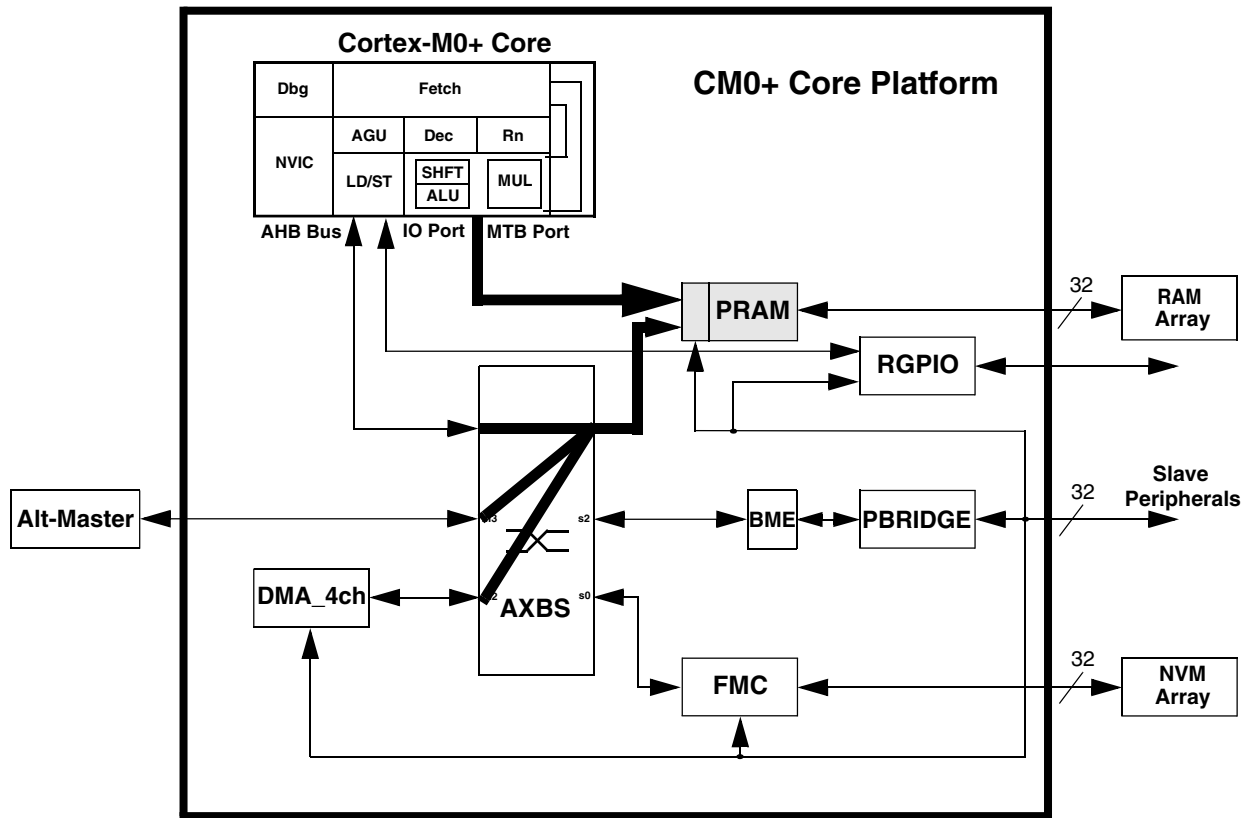 Cortex-M0+ Core
CM0+ Core Platform
Dbg
Fetch
AGU
Dec
Rn
NVIC
LD/ST
SHFT
ALU
MUL
AHB Bus
IO Port
MTB Port
PRAM
32
RAM
Array
RGPIO
Alt-Master
s2
BME
PBRIDGE
32
Slave
Peripherals
DMA_4ch
AXBS
s0
FMC
32
NVM
Array